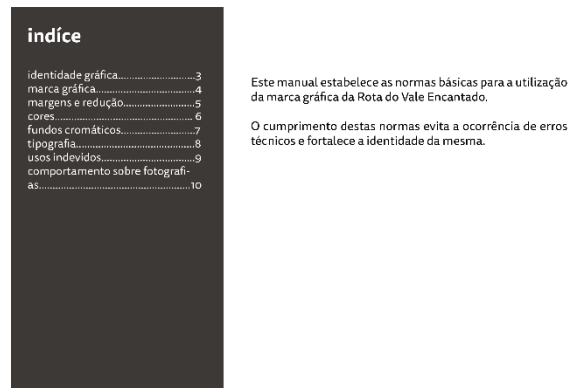 indíce
identidade gráfica............................3
marca gráfica....................................4
margens e redução..........................5
cores.................................................. 6
fundos cromáticos...........................7
tipografia...........................................8
usos indevidos..................................9
comportamento sobre fotografi-
as.......................................................10
Este manual estabelece as normas básicas para a utilização
da marca gráfica da Rota do Vale Encantado.
O cumprimento destas normas evita a ocorrência de erros
técnicos e fortalece a identidade da mesma.